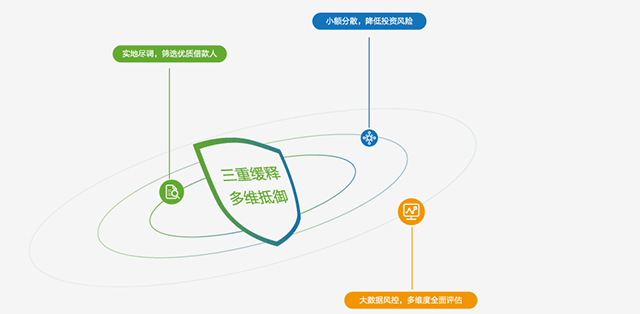 小额分散，降低投资风险
实地尽调，筛选优质借款人
三重缓释
多维抵御
大数据风控，多维度全面评估